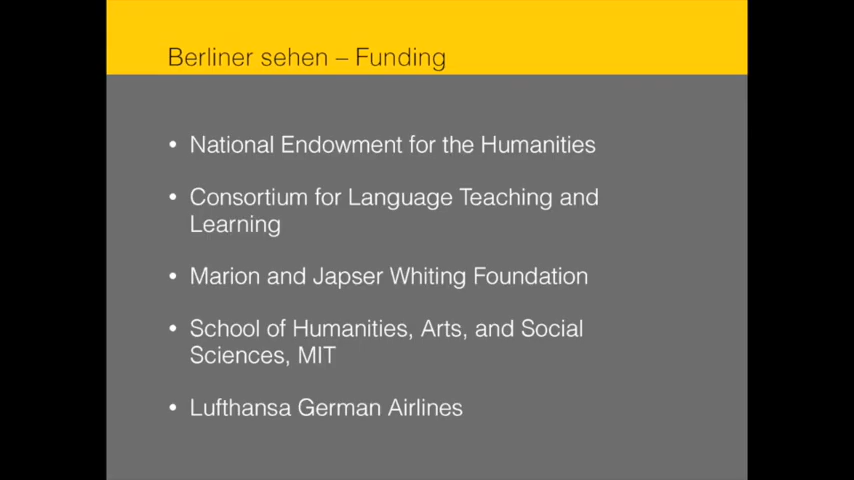 Berliner sehen – Funding
• National Endowment for the Humanities
• Consortium for Language Teaching and
Learning
• Marion and Japser Whiting Foundation
• School of Humanities, Arts, and Social
Sciences, MIT
• Lufthansa German Airlines